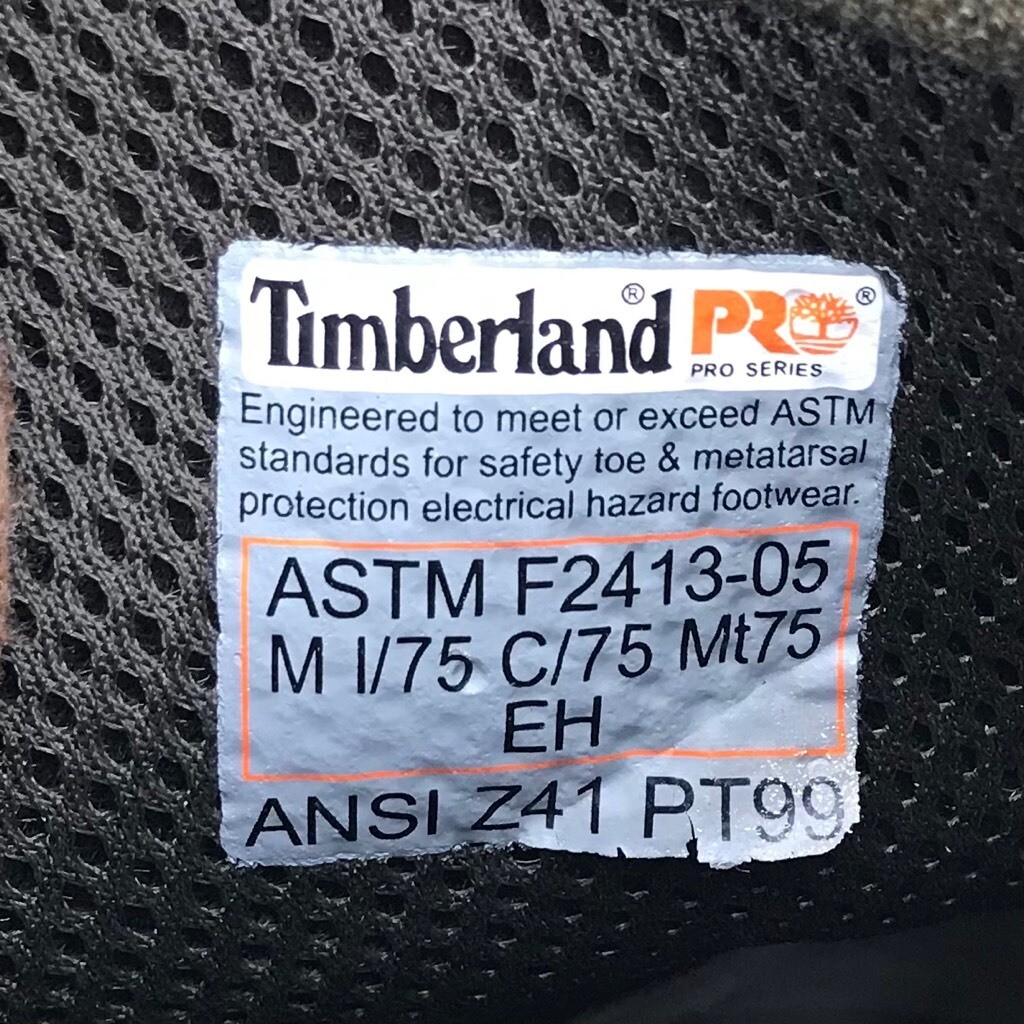 Timberland® PRO®
PRO SERIES
Engineered to meet or exceed ASTM
standards for safety toe & metatarsal
protection electrical hazard footwear.
ASTM F2413-05
M I/75 C/75 Mt75
EH
ANSI Z41 PT99